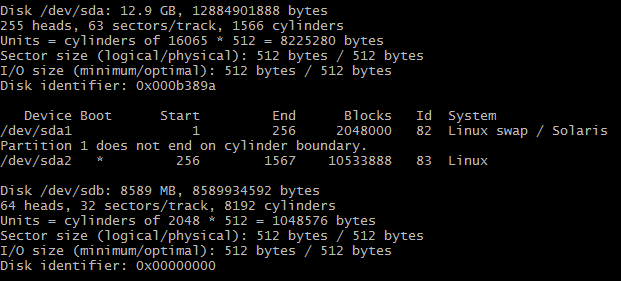 Disk /dev/sda: 12.9 GB, 12884901888 bytes
255 heads, 63 sectors/track, 1566 cylinders
Units = cylinders of 16065 * 512 = 8225280 bytes
Sector size (logical/physical): 512 bytes / 512 bytes
I/O size (minimum/optimal): 512 bytes / 512 bytes
Disk identifier: 0x000b389a
Device Boot Start End Blocks Id System
/dev/sda1 1 256 2048000 82 Linux swap / Solaris
Partition 1 does not end on cylinder boundary.
/dev/sda2 * 256 1567 10533888 83 Linux
Disk /dev/sdb: 8589 MB, 8589934592 bytes
64 heads, 32 sectors/track, 8192 cylinders
Units = cylinders of 2048 * 512 = 1048576 bytes
Sector size (logical/physical): 512 bytes / 512 bytes
I/O size (minimum/optimal): 512 bytes / 512 bytes
Disk identifier: 0x00000000